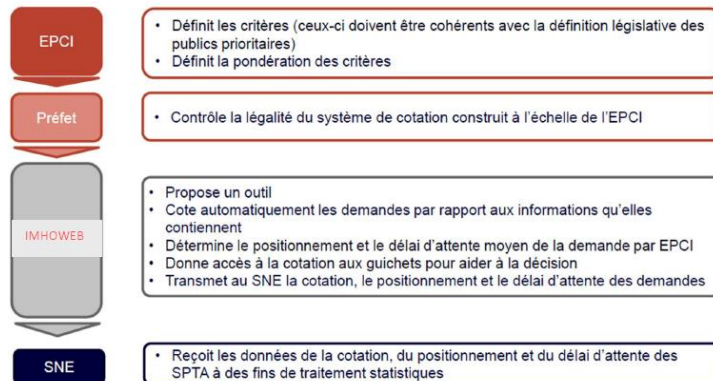 EPCI
• Définit les critères (ceux-ci doivent être cohérents avec la définition législative des
publics prioritaires)
• Définit la pondération des critères
Préfet
• Contrôle la légalité du système de cotation construit à l'échelle de l'EPCI
IMHOWEB
• Propose un outil
• Cote automatiquement les demandes par rapport aux informations qu'elles
contiennent
• Détermine le positionnement et le délai d'attente moyen de la demande par EPCI
• Donne accès à la cotation aux guichets pour aider à la décision
• Transmet au SNE la cotation, le positionnement et le délai d'attente des demandes
SNE
• Reçoit les données de la cotation, du positionnement et du délai d'attente des
SPTA à des fins de traitement statistiques